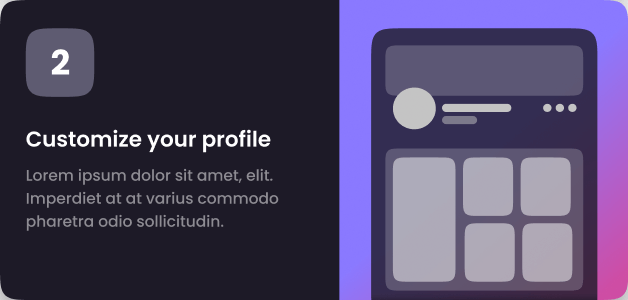 2
Customize your profile
Lorem ipsum dolor sit amet, elit.
Imperdiet at at varius commodo
pharetra odio sollicitudin.